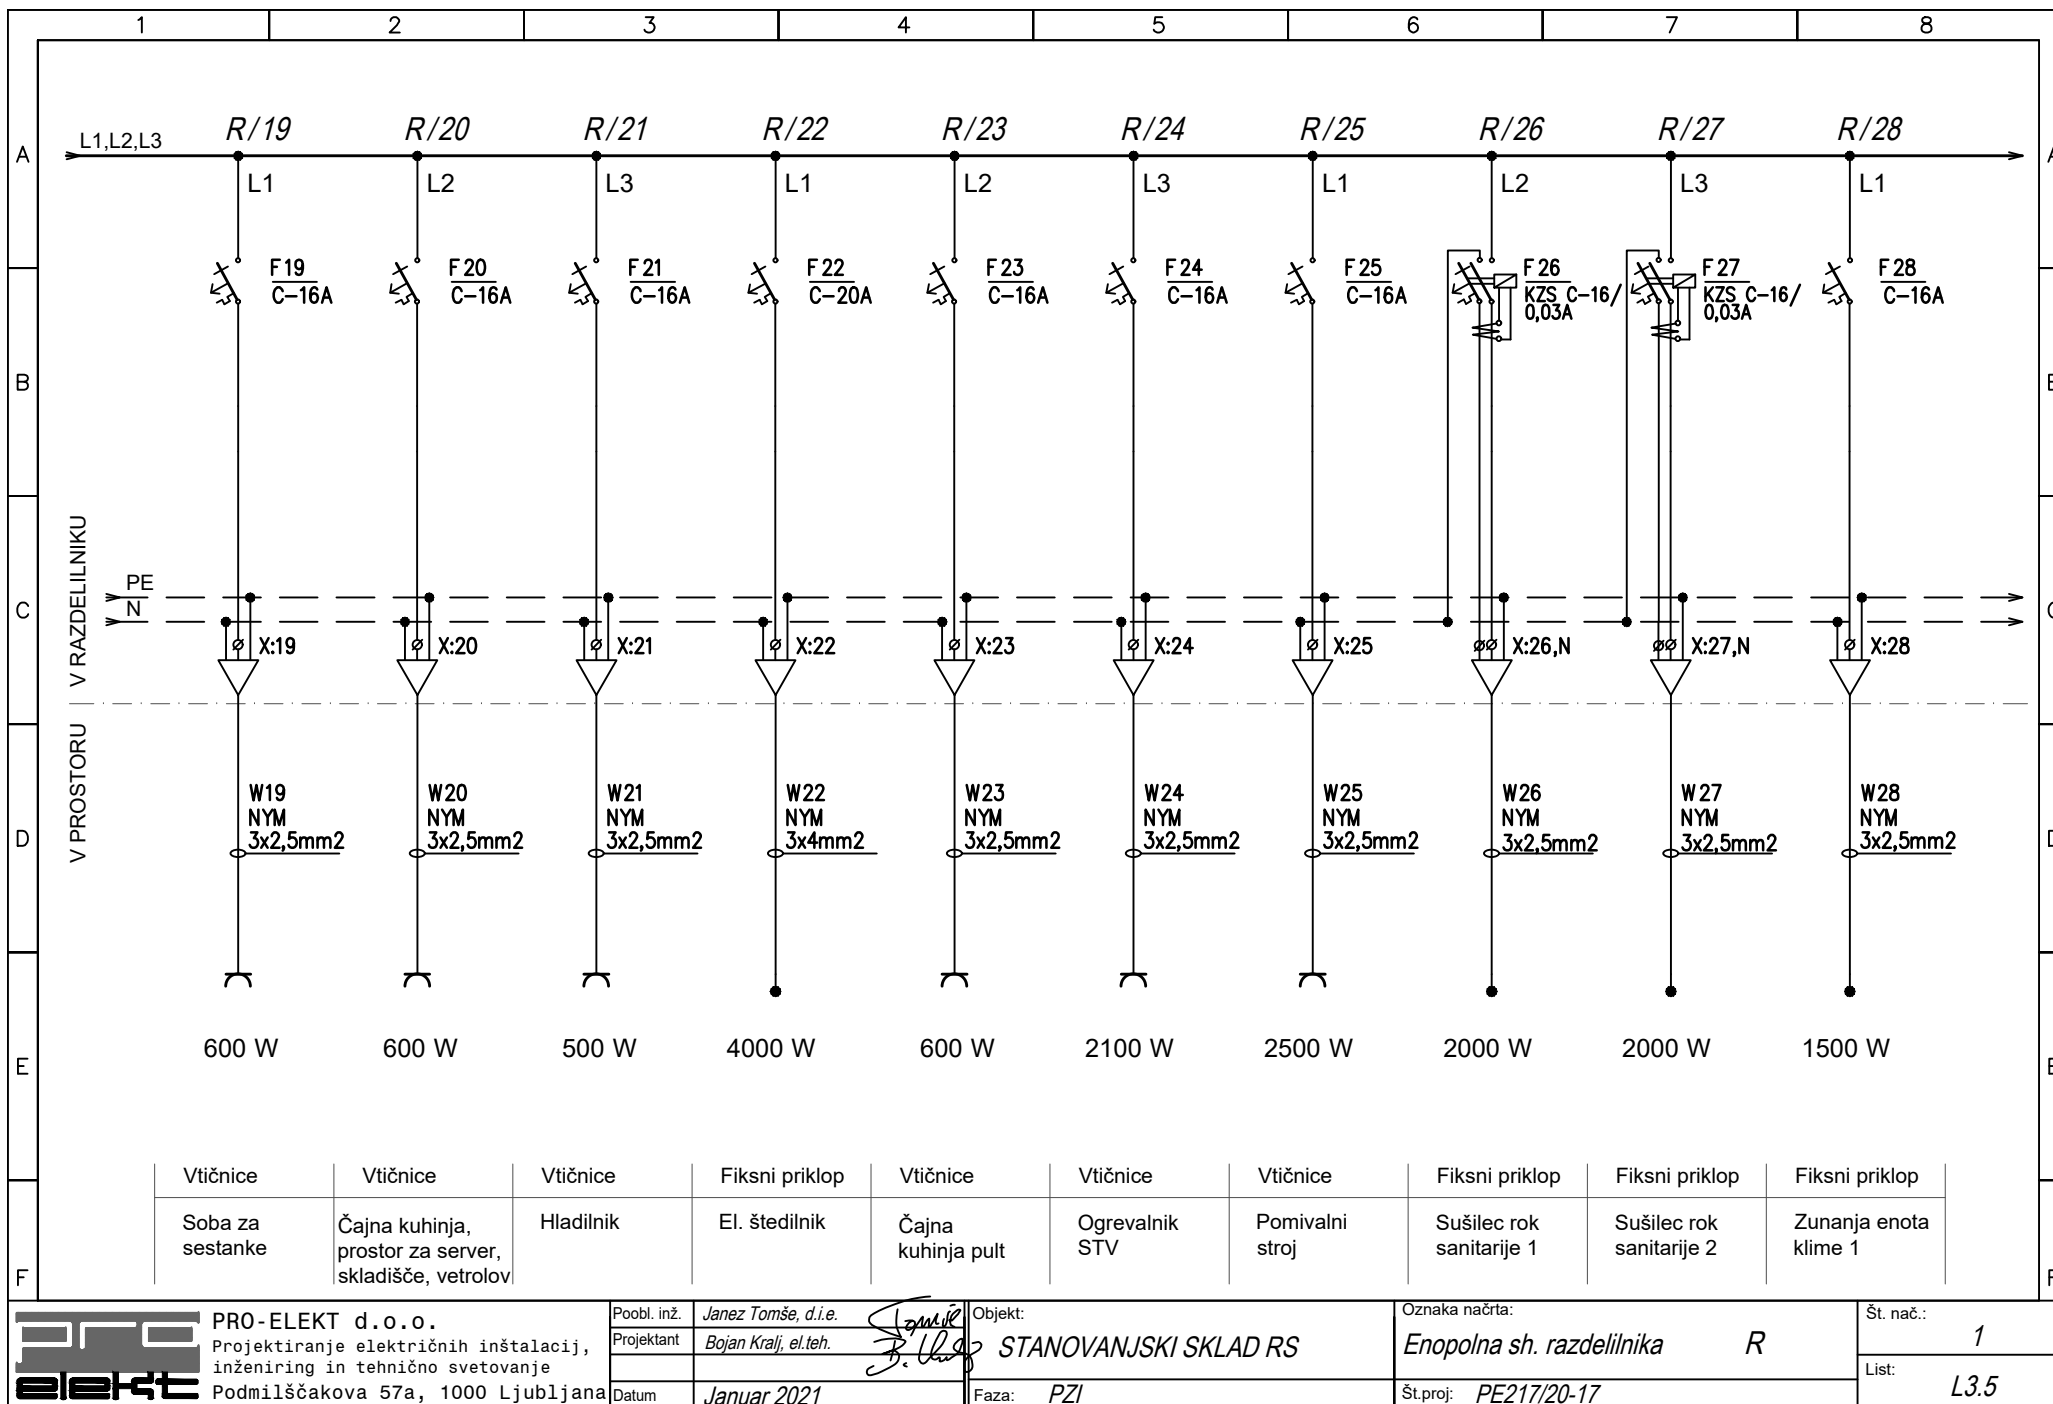 1 2 3 4 5 6 7 8
L1,L2,L3
R/19 R/20 R/21 R/22 R/23 R/24 R/25 R/26 R/27 R/28
A A
L1 L2 L3 L1 L2 L3 L1 L2 L3 L1
F19 F20 F21 F22 F23 F24 F25 F26 F27 F28
C-16A C-16A C-16A C-20A C-16A C-16A C-16A KZS C-16/ KZS C-16/ C-16A
0,03A 0,03A
B B
V RAZDELILNIKU
PE
N
C C
X:19 X:20 X:21 X:22 X:23 X:24 X:25 X:26,N X:27,N X:28
V PROSTORU
W19 W20 W21 W22 W23 W24 W25 W26 W27 W28
NYM NYM NYM NYM NYM NYM NYM NYM NYM NYM
3x2,5mm2 3x2,5mm2 3x2,5mm2 3x4mm2 3x2,5mm2 3x2,5mm2 3x2,5mm2 3x2,5mm2 3x2,5mm2 3x2,5mm2
D D
600 W 600 W 500 W 4000 W 600 W 2100 W 2500 W 2000 W 2000 W 1500 W
E E
Vtičnice Vtičnice Vtičnice Fiksni priklop Vtičnice Vtičnice Vtičnice Fiksni priklop Fiksni priklop Fiksni priklop
Soba za
sestanke
Čajna kuhinja,
prostor za server,
skladišče, vetrolov
Hladilnik
El. štedilnik
Čajna
kuhinja pult
Ogrevalnik
STV
Pomivalni
stroj
Sušilec rok
sanitarije 1
Sušilec rok
sanitarije 2
Zunanja enota
klime 1
F F
pro
elekt
PRO-ELEKT d.o.o.
Projektiranje električnih inštalacij,
inženiring in tehnično svetovanje
Podmilščakova 57a, 1000 Ljubljana
Poobl. inž. Janez Tomše, d.i.e.
Projektant Bojan Kralj, el.teh.
Datum Januar 2021
Objekt:
STANOVANJSKI SKLAD RS
Faza: PZI
Oznaka načrta:
Enopolna sh. razdelilnika R
Št.proj: PE217/20-17
Št. nač.:
1
List:
L3.5